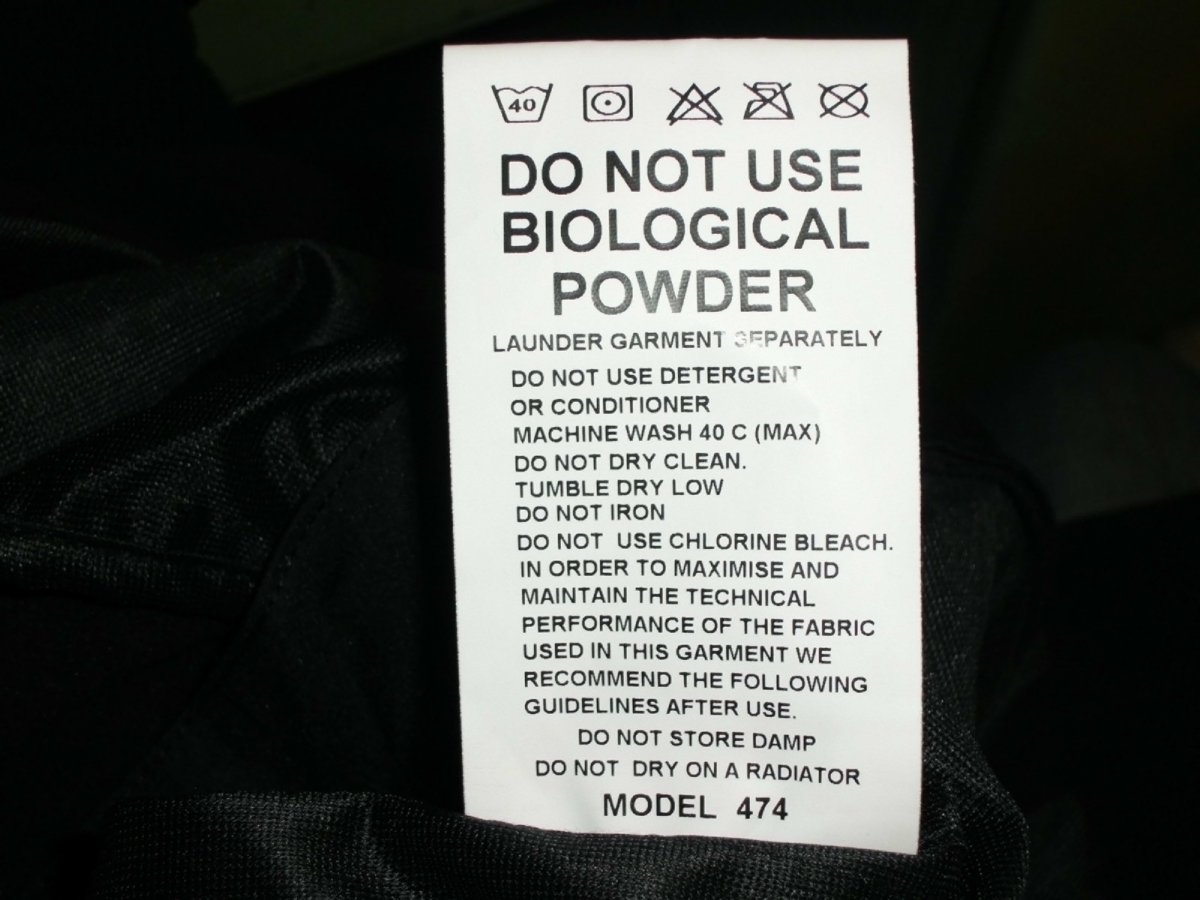 40
DO NOT USE
BIOLOGICAL
POWDER
LAUNDER GARMENT SEPARATELY
DO NOT USE DETERGENT
OR CONDITIONER
MACHINE WASH 40 C (MAX)
DO NOT DRY CLEAN.
TUMBLE DRY LOW
DO NOT IRON
DO NOT USE CHLORINE BLEACH.
IN ORDER TO MAXIMISE AND
MAINTAIN THE TECHNICAL
PERFORMANCE OF THE FABRIC
USED IN THIS GARMENT WE
RECOMMEND THE FOLLOWING
GUIDELINES AFTER USE.
DO NOT STORE DAMP
DO NOT DRY ON A RADIATOR
MODEL 474